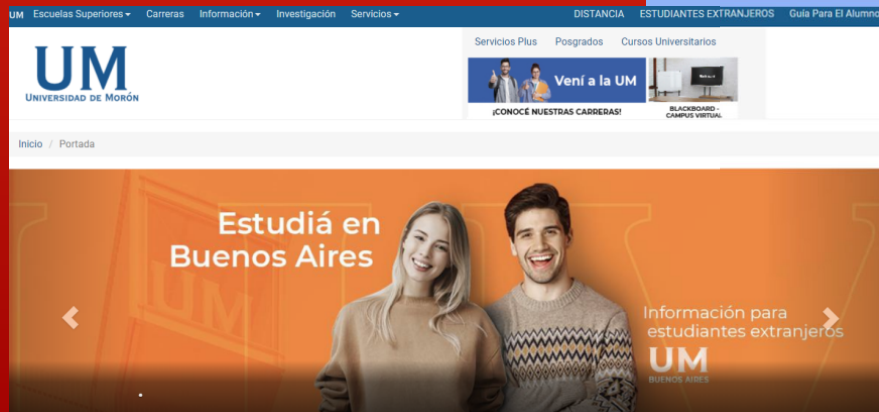 UM Escuelas Superiores Carreras Información Investigación Servicios DISTANCIA ESTUDIANTES EXTRANJEROS Guía Para El Alumno
Servicios Plus Posgrados Cursos Universitarios
UM
UNIVERSIDAD DE MORÓN
Vení a la UM
¡CONOCÉ NUESTRAS CARRERAS!
BLACKBOARD -
CAMPUS VIRTUAL
Inicio / Portada
Estudiá en
Buenos Aires
Información para
estudiantes extranjeros
UM
BUENOS AIRES